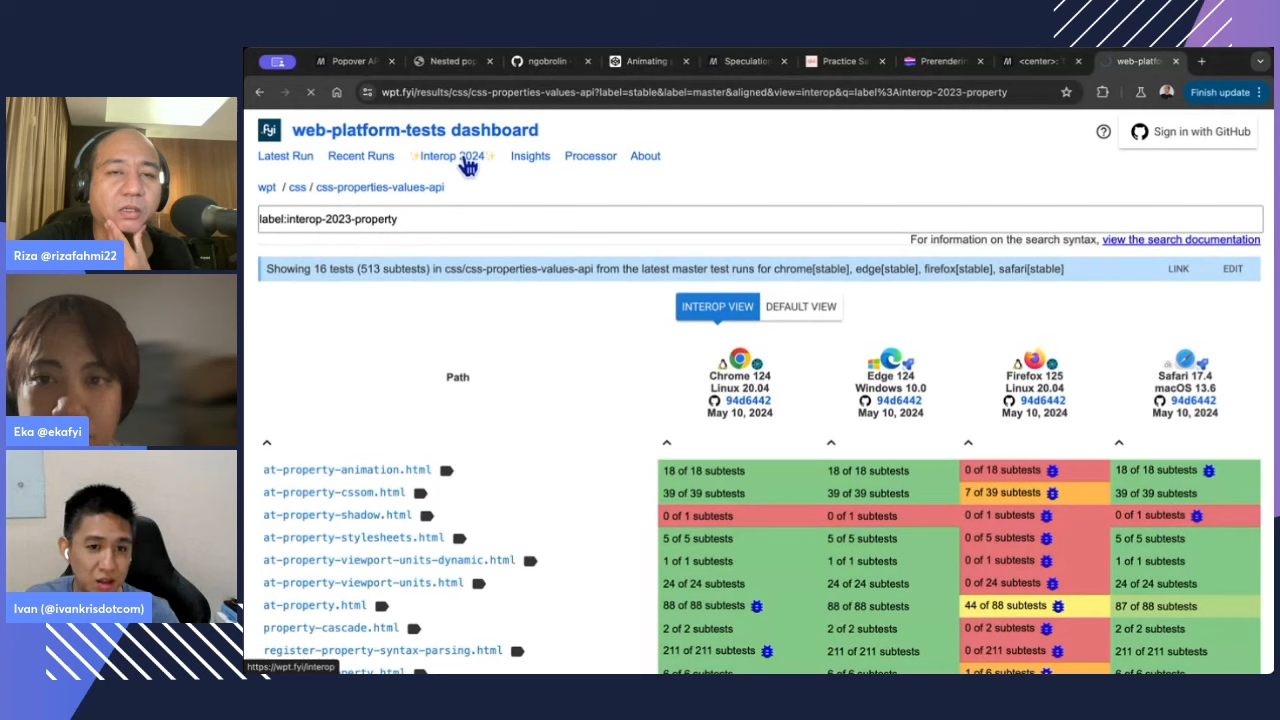 Riza @rizafahmi22
Eka @ekafyi
Ivan (@ivankrisdotcom)
Popover AP
Nested pop
ngobrolin
Animating
Speculation
Practice Sa
Prerenderin
<center>: T
web-platfo
wpt.fyi/results/css/css-properties-values-api?label=stable&label=master&aligned&view=interop&q=label%3Ainterop-2023-property
Finish update
.fyi
web-platform-tests dashboard
Sign in with GitHub
Latest Run
Recent Runs
✨Interop 2024✨
Insights
Processor
About
wpt / css / css-properties-values-api
label:interop-2023-property
For information on the search syntax, view the search documentation
Showing 16 tests (513 subtests) in css/css-properties-values-api from the latest master test runs for chrome[stable], edge[stable], firefox[stable], safari[stable]
LINK
EDIT
INTEROP VIEW
DEFAULT VIEW
Path
Chrome 124
Linux 20.04
94d6442
May 10, 2024
Edge 124
Windows 10.0
94d6442
May 10, 2024
Firefox 125
Linux 20.04
94d6442
May 10, 2024
Safari 17.4
macOS 13.6
94d6442
May 10, 2024
at-property-animation.html 18 of 18 subtests 18 of 18 subtests 0 of 18 subtests 18 of 18 subtests
at-property-cssom.html 39 of 39 subtests 39 of 39 subtests 7 of 39 subtests 39 of 39 subtests
at-property-shadow.html 0 of 1 subtests 0 of 1 subtests 0 of 1 subtests 0 of 1 subtests
at-property-stylesheets.html 5 of 5 subtests 5 of 5 subtests 0 of 5 subtests 5 of 5 subtests
at-property-viewport-units-dynamic.html 1 of 1 subtests 1 of 1 subtests 0 of 1 subtests 1 of 1 subtests
at-property-viewport-units.html 24 of 24 subtests 24 of 24 subtests 0 of 24 subtests 24 of 24 subtests
at-property.html 88 of 88 subtests 88 of 88 subtests 44 of 88 subtests 87 of 88 subtests
property-cascade.html 2 of 2 subtests 2 of 2 subtests 0 of 2 subtests 2 of 2 subtests
register-property-syntax-parsing.html 211 of 211 subtests 211 of 211 subtests 0 of 211 subtests 211 of 211 subtests
https://wpt.fyi/interop